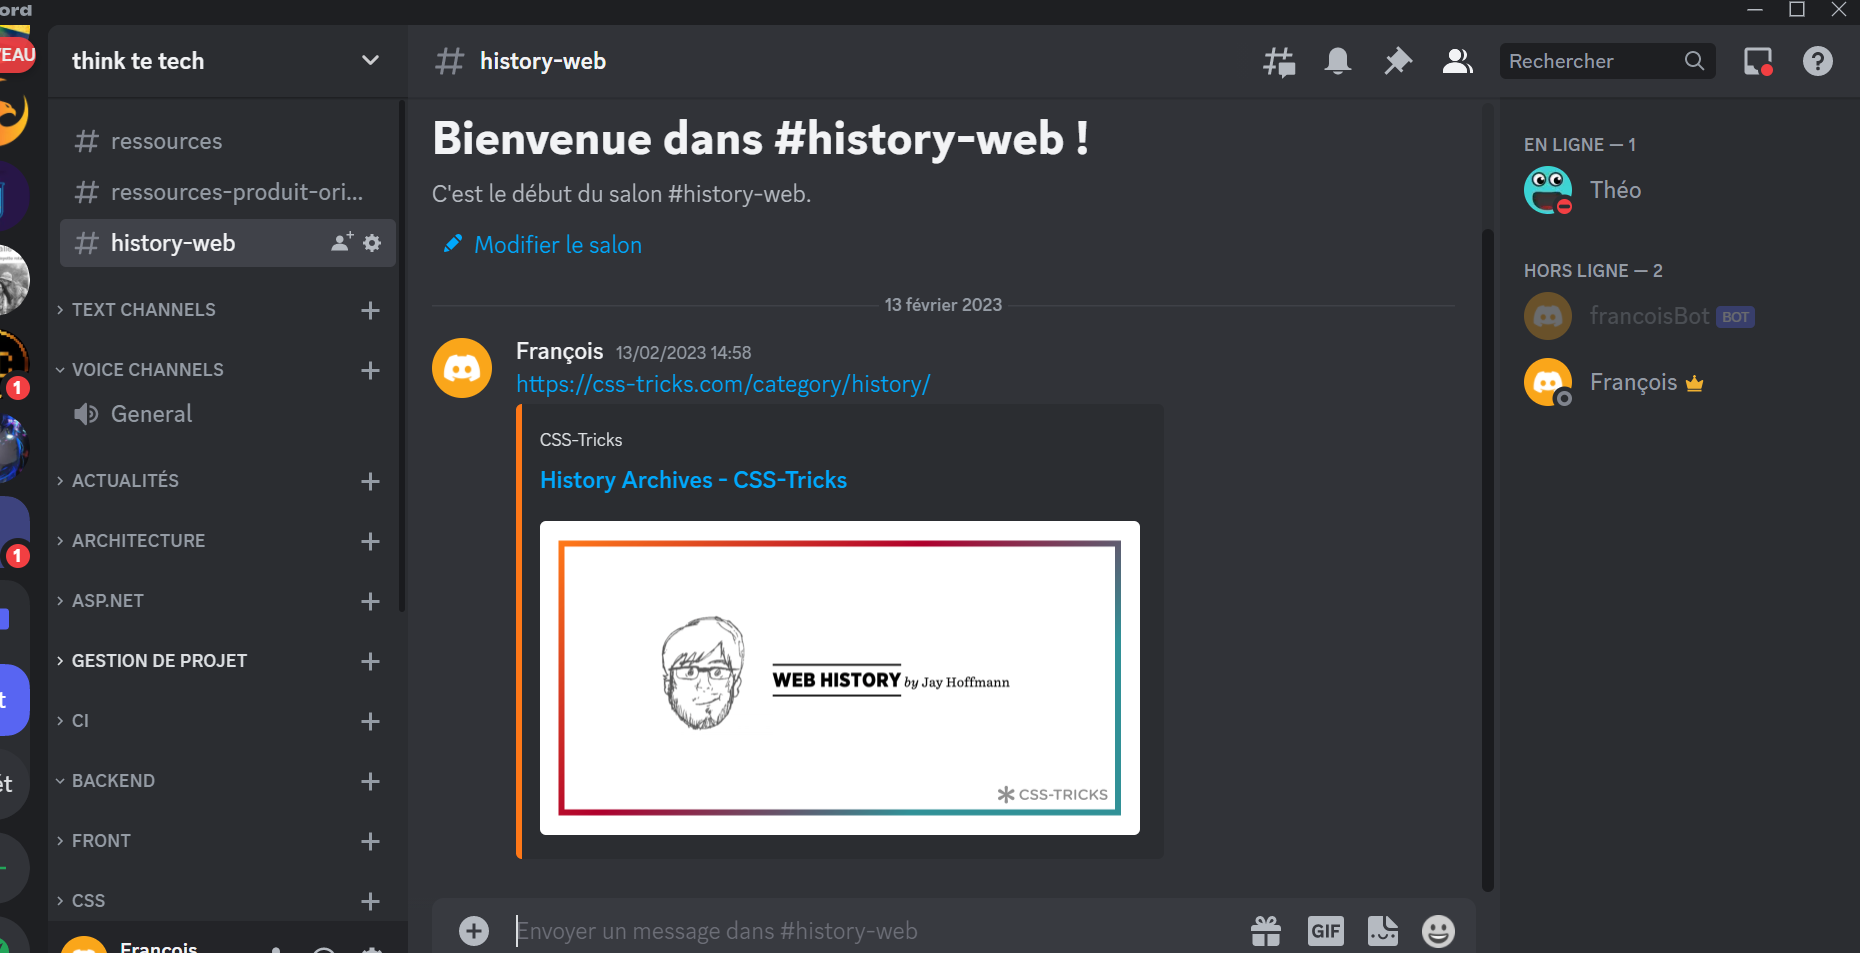 ord
VEAU
think te tech
ressources
ressources-produit-ori...
history-web
TEXT CHANNELS
VOICE CHANNELS
General
ACTUALITÉS
ARCHITECTURE
ASP.NET
GESTION DE PROJET
CI
BACKEND
FRONT
CSS
François
1
1
t
ét
# history-web
Rechercher
Bienvenue dans #history-web !
C'est le début du salon #history-web.
Modifier le salon
13 février 2023
François 13/02/2023 14:58
https://css-tricks.com/category/history/
CSS-Tricks
History Archives - CSS-Tricks
WEB HISTORY by Jay Hoffmann
CSS-TRICKS
Envoyer un message dans #history-web
GIF
EN LIGNE — 1
Théo
HORS LIGNE — 2
francoisBot BOT
François